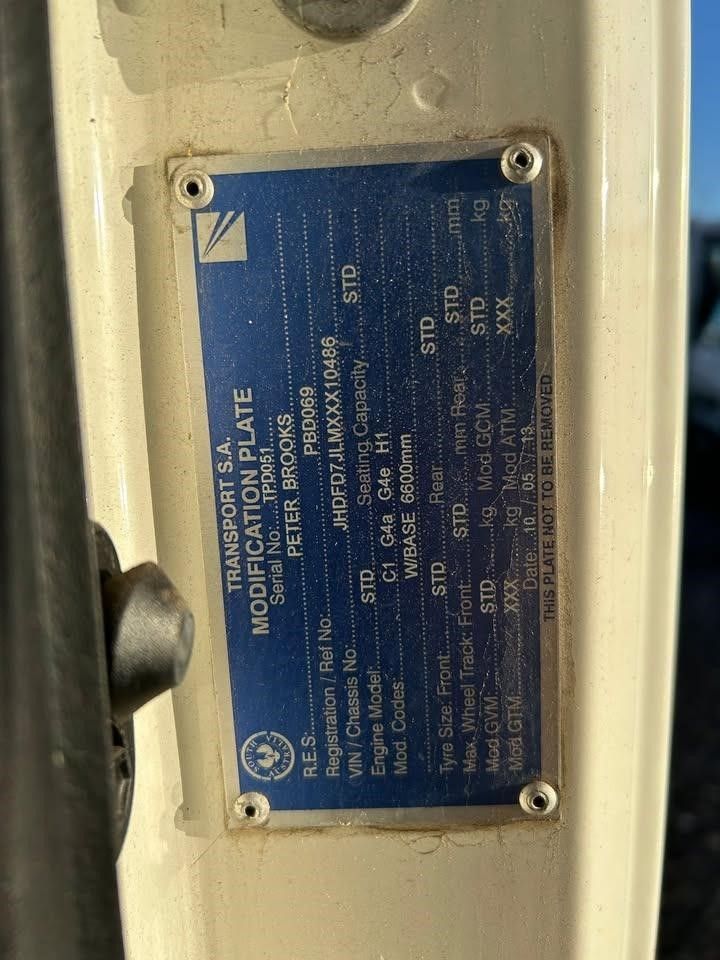 TRANSPORT S.A.
MODIFICATION PLATE
Serial No. TPD051
R.E.S: PETER BROOKS
Registration / Ref No: PBD069
VIN / Chassis No. JHDFD7JLMXXX10486
Engine Model: STD Seating Capacity STD
Mod. Codes: C1 G4a G4e H1
W/BASE 6600mm
Tyre Size: Front: STD Rear STD
Max. Wheel Track: Front: STD mm Rear: STD mm
Mod GVM STD kg Mod GCM: STD kg
Mod GTM XXX kg Mod ATM: XXX kg
Date: 10 / 05 / 13
THIS PLATE NOT TO BE REMOVED
SOUTH AUSTRALIA